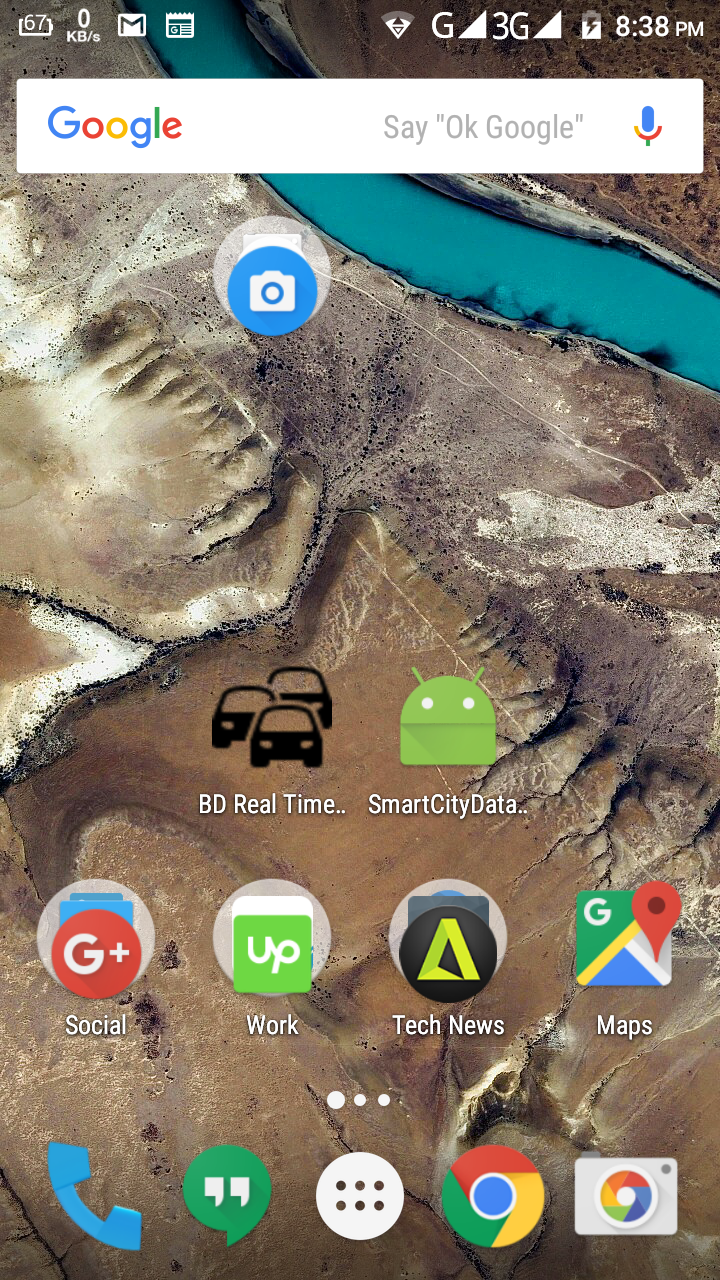 67 0 KB/s G 3G 8:38 PM
Google Say "Ok Google"
BD Real Time.. SmartCityData..
G+ Up G
Social Work Tech News Maps